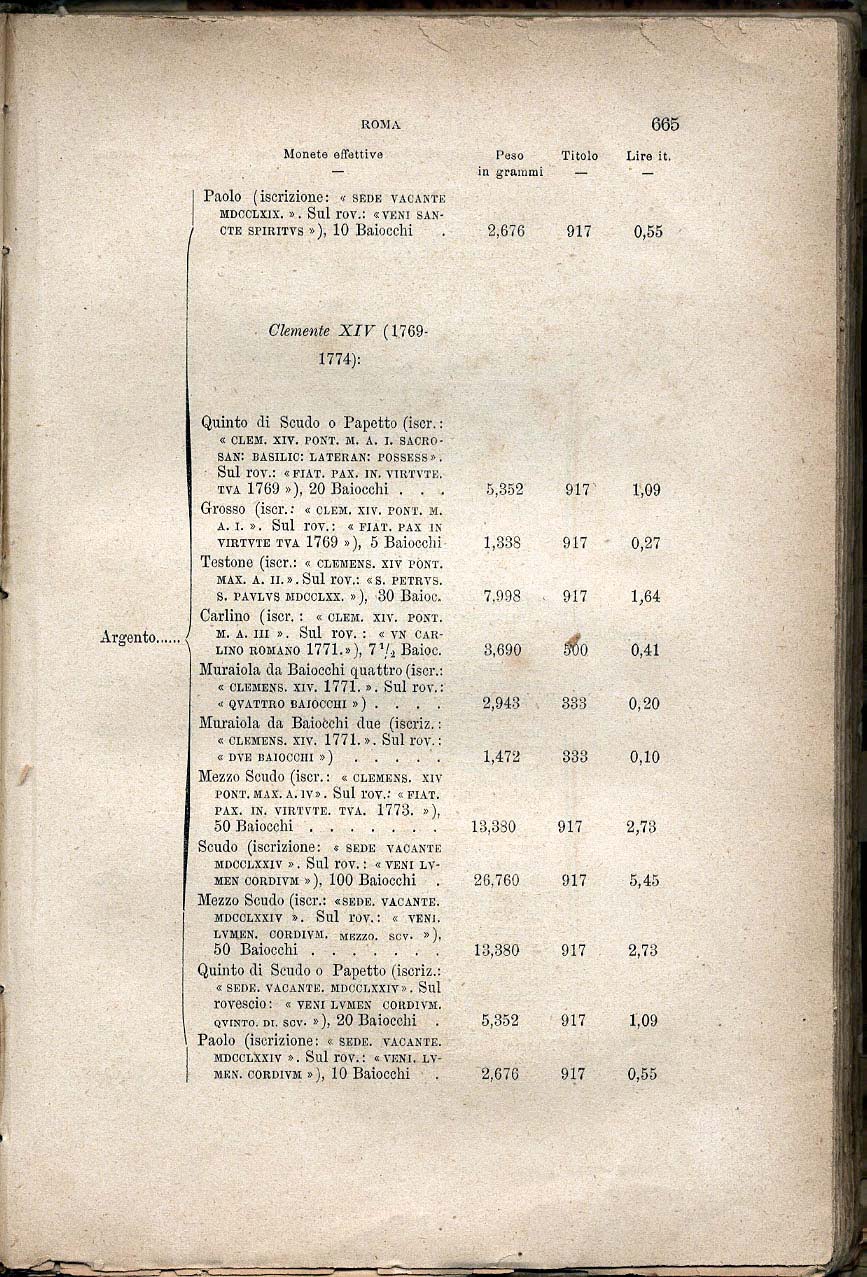 ROMA 665
Monete effettive Peso Titolo Lire it.
— in grammi — —
Paolo (iscrizione: « SEDE VACANTE
MDCCLXIX. ». Sul rov.: «VENI SAN-
CTE SPIRITVS »), 10 Baiocchi . 2,676 917 0,55
Clemente XIV (1769-
1774):
Quinto di Scudo o Papetto (iscr.:
« CLEM. XIV. PONT. M. A. I. SACRO-
SAN: BASILIC: LATERAN: POSSESS».
Sul rov.: «FIAT. PAX. IN. VIRTVTE.
TVA 1769 »), 20 Baiocchi . . . 5,352 917 1,09
Grosso (iscr.: « CLEM. XIV. PONT. M.
A. I. ». Sul rov.: « FIAT. PAX IN
VIRTVTE TVA 1769 »), 5 Baiocchi 1,338 917 0,27
Testone (iscr.: « CLEMENS. XIV PONT.
MAX. A. II.». Sul rov.: «S. PETRVS.
S. PAVLVS MDCCLXX. »), 30 Baioc. 7,998 917 1,64
Carlino (iscr. : « CLEM. XIV. PONT.
M. A. III ». Sul rov. : « VN CAR-
Argento...... LINO ROMANO 1771.»), 7 1/2 Baioc. 3,690 500 0,41
Muraiola da Baiocchi quattro (iscr.:
« CLEMENS. XIV. 1771. ». Sul rov.:
« QVATTRO BAIOCCHI ») . . . . 2,943 333 0,20
Muraiola da Baiocchi due (iscriz.:
« CLEMENS. XIV. 1771.». Sul rov.:
« DVE BAIOCCHI ») . . . . . 1,472 333 0,10
Mezzo Scudo (iscr.: « CLEMENS. XIV
PONT. MAX. A. IV». Sul rov.: « FIAT.
PAX. IN. VIRTVTE. TVA. 1773. »),
50 Baiocchi . . . . . . . 13,380 917 2,73
Scudo (iscrizione: « SEDE VACANTE
MDCCLXXIV ». Sul rov.: « VENI LV-
MEN CORDIVM »), 100 Baiocchi . 26,760 917 5,45
Mezzo Scudo (iscr.: «SEDE. VACANTE.
MDCCLXXIV ». Sul rov.: « VENI.
LVMEN. CORDIVM. MEZZO. SCV. »),
50 Baiocchi . . . . . . . 13,380 917 2,73
Quinto di Scudo o Papetto (iscriz.:
« SEDE. VACANTE. MDCCLXXIV». Sul
rovescio: « VENI LVMEN CORDIVM.
QVINTO. DI. SCV. »), 20 Baiocchi . 5,352 917 1,09
Paolo (iscrizione: « SEDE. VACANTE.
MDCCLXXIV ». Sul rov.: « VENI. LV-
MEN. CORDIVM »), 10 Baiocchi . 2,676 917 0,55